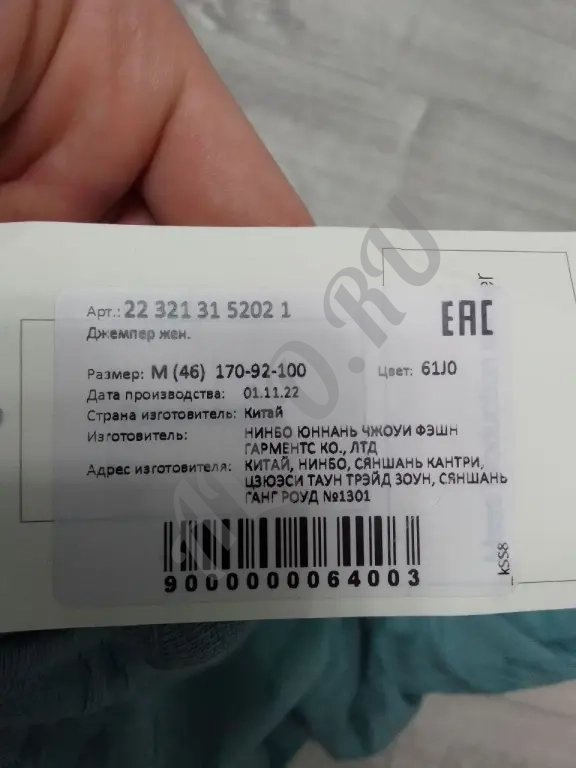 Арт.: 22 321 31 5202 1
Джемпер жен.
Размер: M (46) 170-92-100 Цвет: 61J0
Дата производства: 01.11.22
Страна изготовитель: Китай
Изготовитель: НИНБО ЮННАНЬ ЧЖОУИ ФЭШН
ГАРМЕНТС КО., ЛТД
Адрес изготовителя: КИТАЙ, НИНБО, СЯНШАНЬ КАНТРИ,
ЦЗЮЭСИ ТАУН ТРЭЙД ЗОУН, СЯНШАНЬ
ГАНГ РОУД №1301
9000000064003
EAC
kSS8